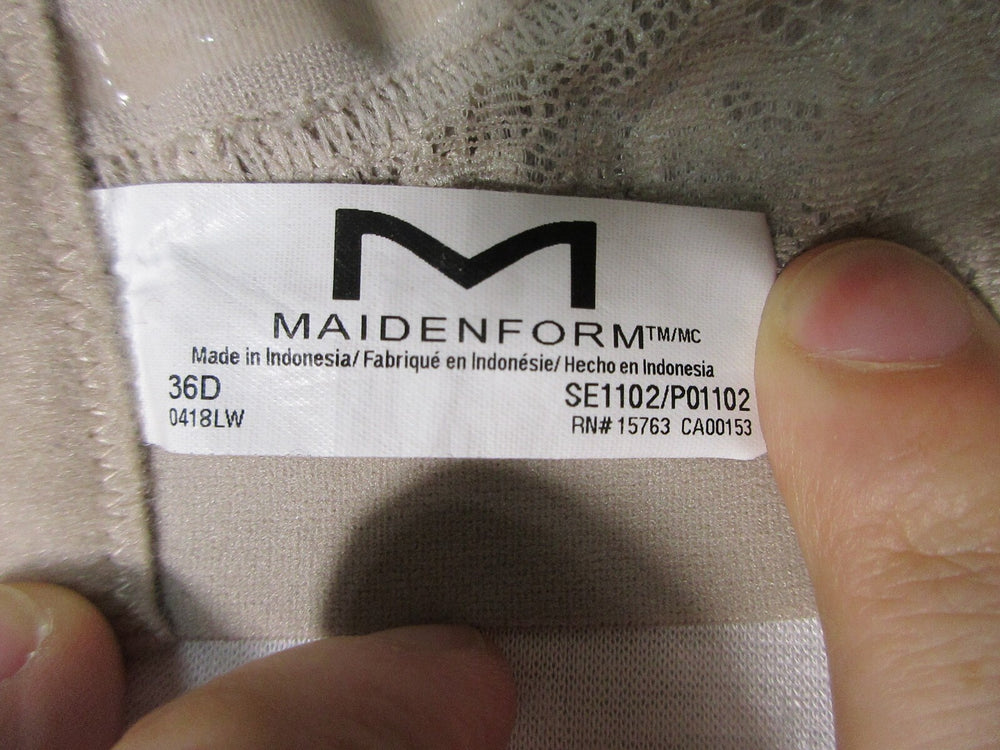 M
MAIDENFORM™/MC
Made in Indonesia/ Fabriqué en Indonésie/ Hecho en Indonesia
36D SE1102/P01102
0418LW RN# 15763 CA00153